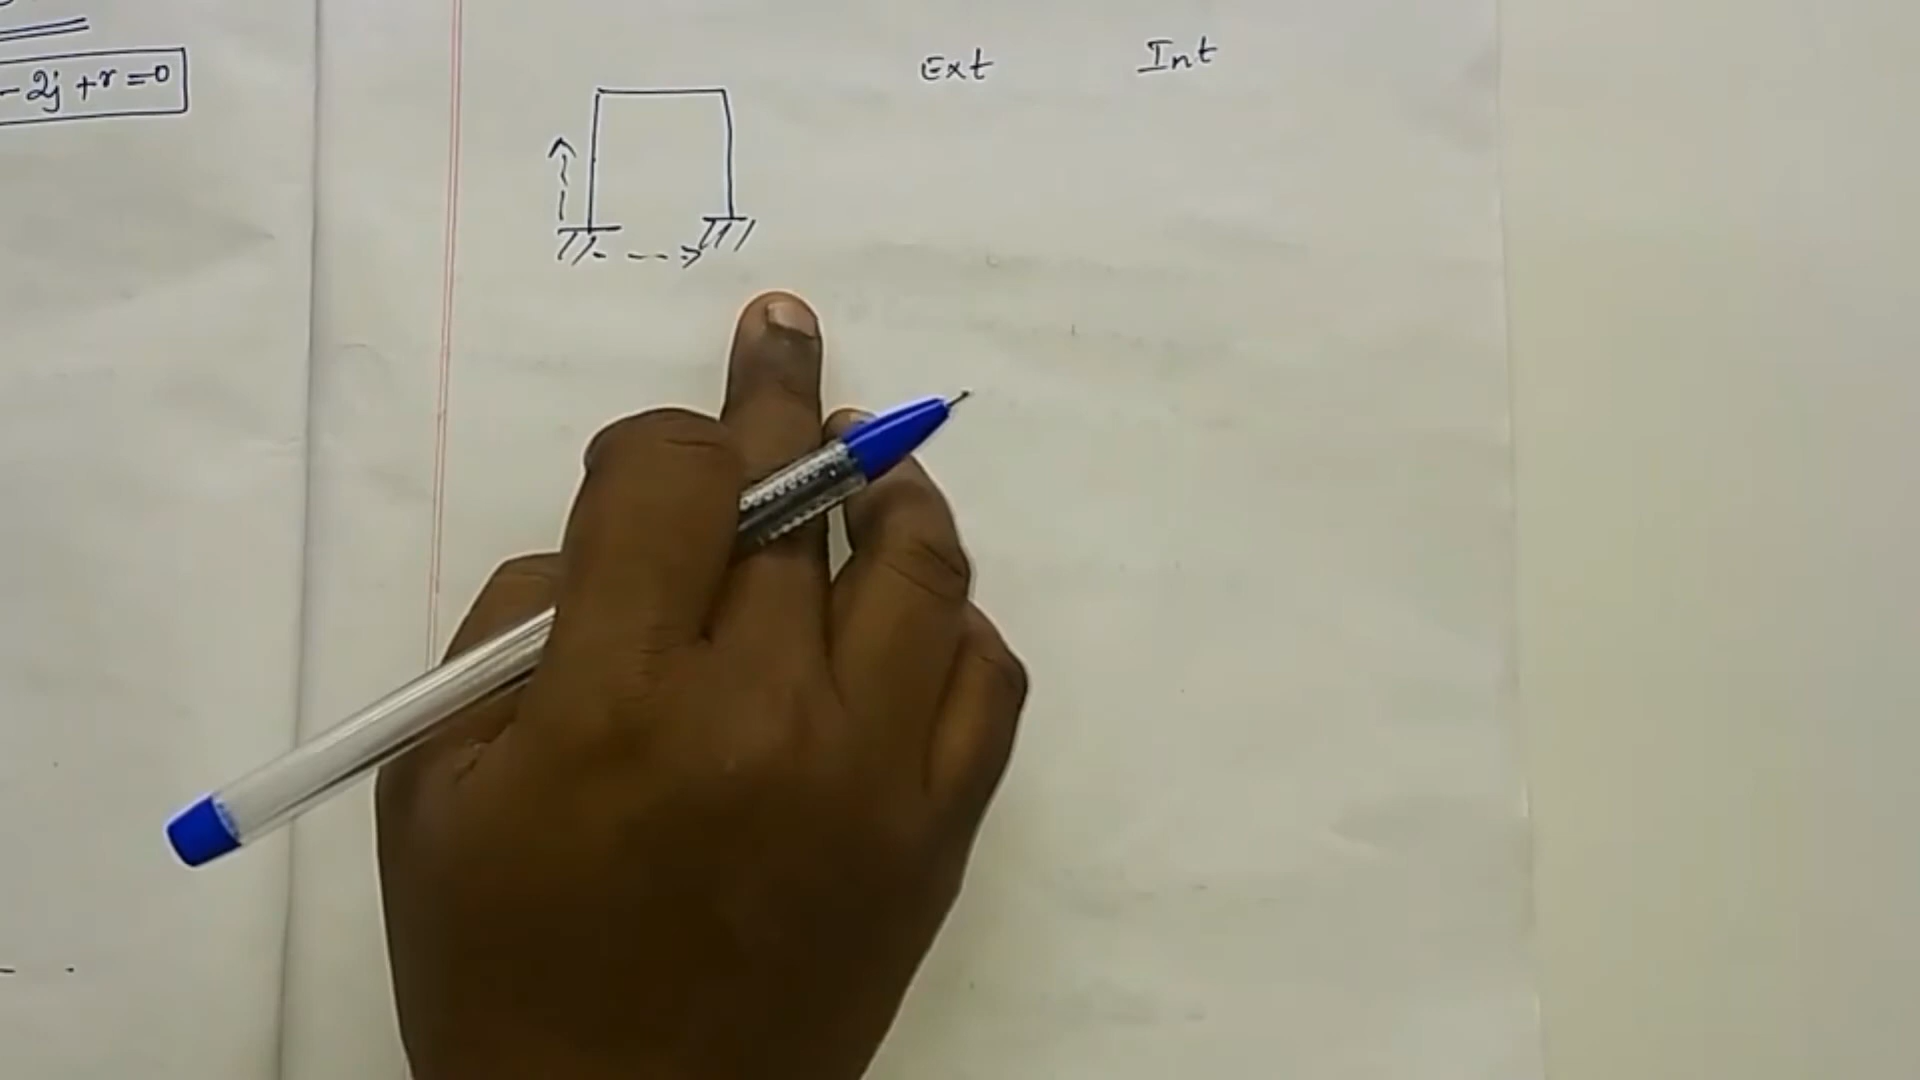 - 2j + r = 0
Ext Int